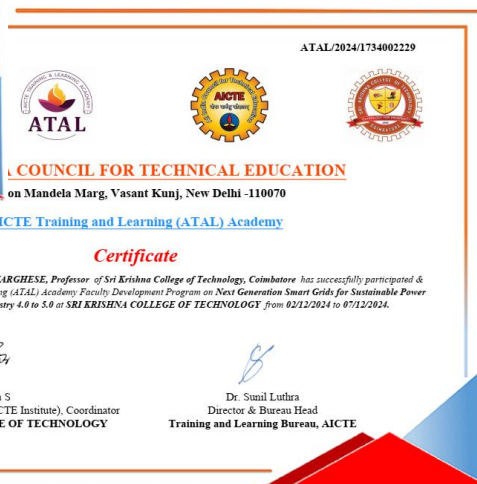 ATAL/2024/1734002229
ATAL
AICTE
COUNCIL FOR TECHNICAL EDUCATION
on Mandela Marg, Vasant Kunj, New Delhi -110070
ICTE Training and Learning (ATAL) Academy
Certificate
ARGHESE, Professor of Sri Krishna College of Technology, Coimbatore has successfully participated &
ng (ATAL) Academy Faculty Development Program on Next Generation Smart Grids for Sustainable Power
stry 4.0 to 5.0 at SRI KRISHNA COLLEGE OF TECHNOLOGY from 02/12/2024 to 07/12/2024.
S
CTE Institute), Coordinator
E OF TECHNOLOGY
Dr. Sunil Luthra
Director & Bureau Head
Training and Learning Bureau, AICTE